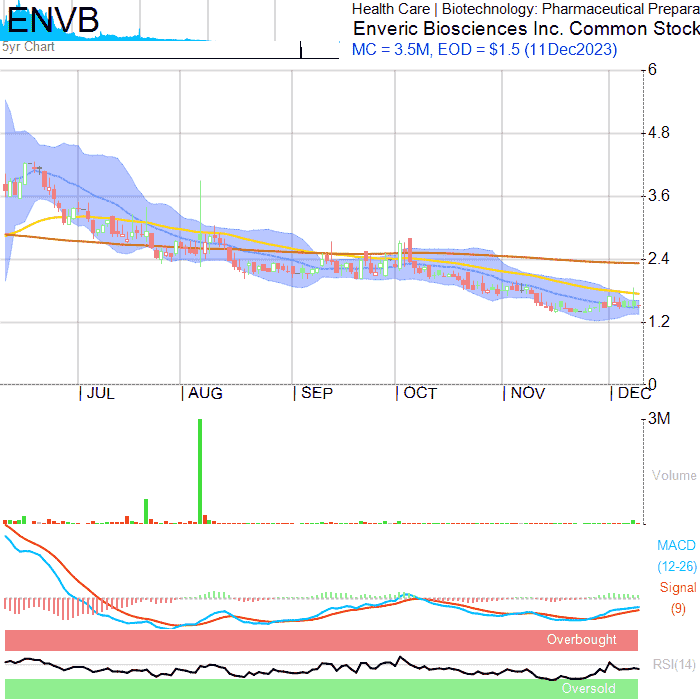 ENVB
5yr Chart
Health Care | Biotechnology: Pharmaceutical Prepara
Enveric Biosciences Inc. Common Stock
MC = 3.5M, EOD = $1.5 (11Dec2023)
6
4.8
3.6
2.4
1.2
0
JUL AUG SEP OCT NOV DEC
3M
Volume
MACD
(12-26)
Signal
(9)
Overbought
RSI(14)
Oversold